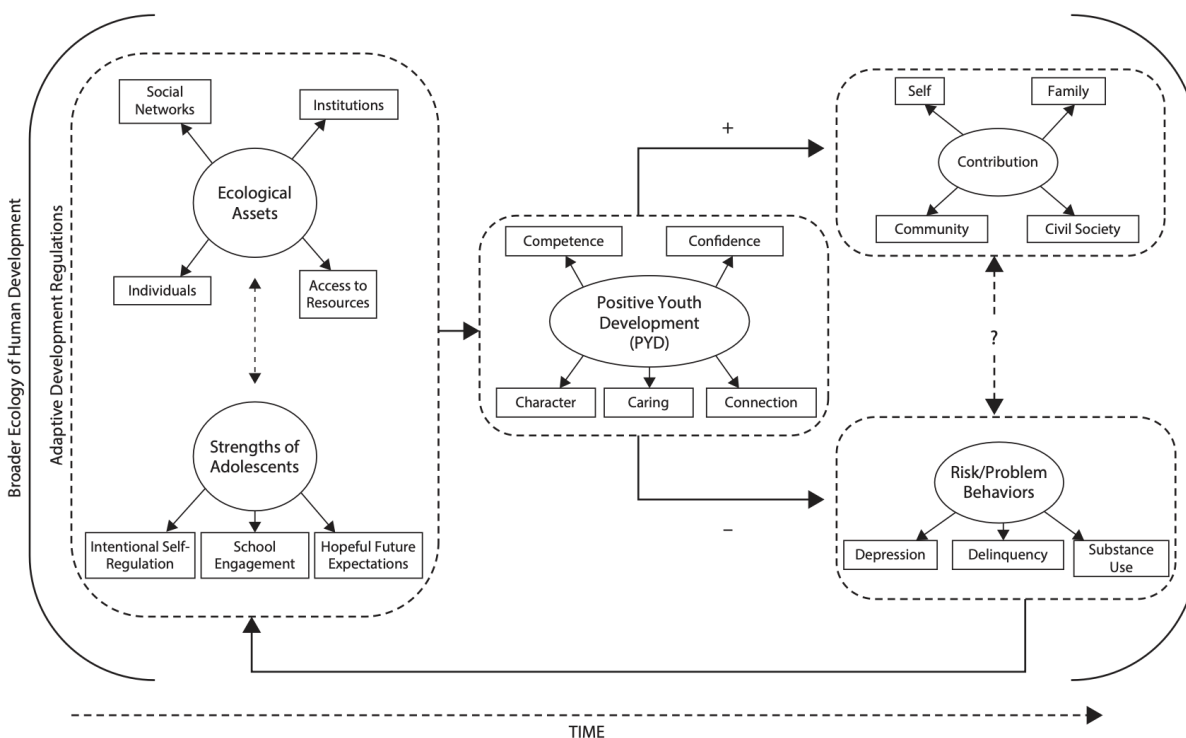 Broader Ecology of Human Development
Adaptive Development Regulations
Social
Networks
Institutions
Ecological
Assets
Individuals
Access to
Resources
Strengths of
Adolescents
Intentional Self-
Regulation
School
Engagement
Hopeful Future
Expectations
Competence
Confidence
Positive Youth
Development
(PYD)
Character
Caring
Connection
+
–
Self
Family
Contribution
Community
Civil Society
?
Risk/Problem
Behaviors
Depression
Delinquency
Substance
Use
TIME